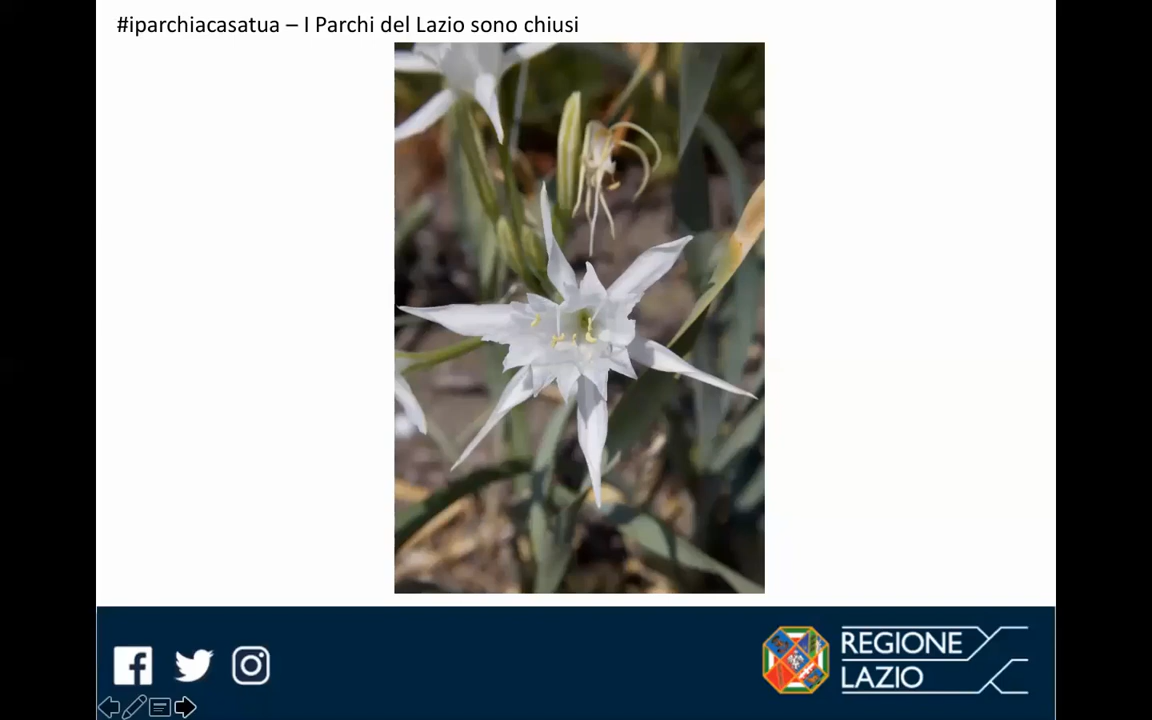 #iparchiacasatua – I Parchi del Lazio sono chiusi
REGIONE
LAZIO